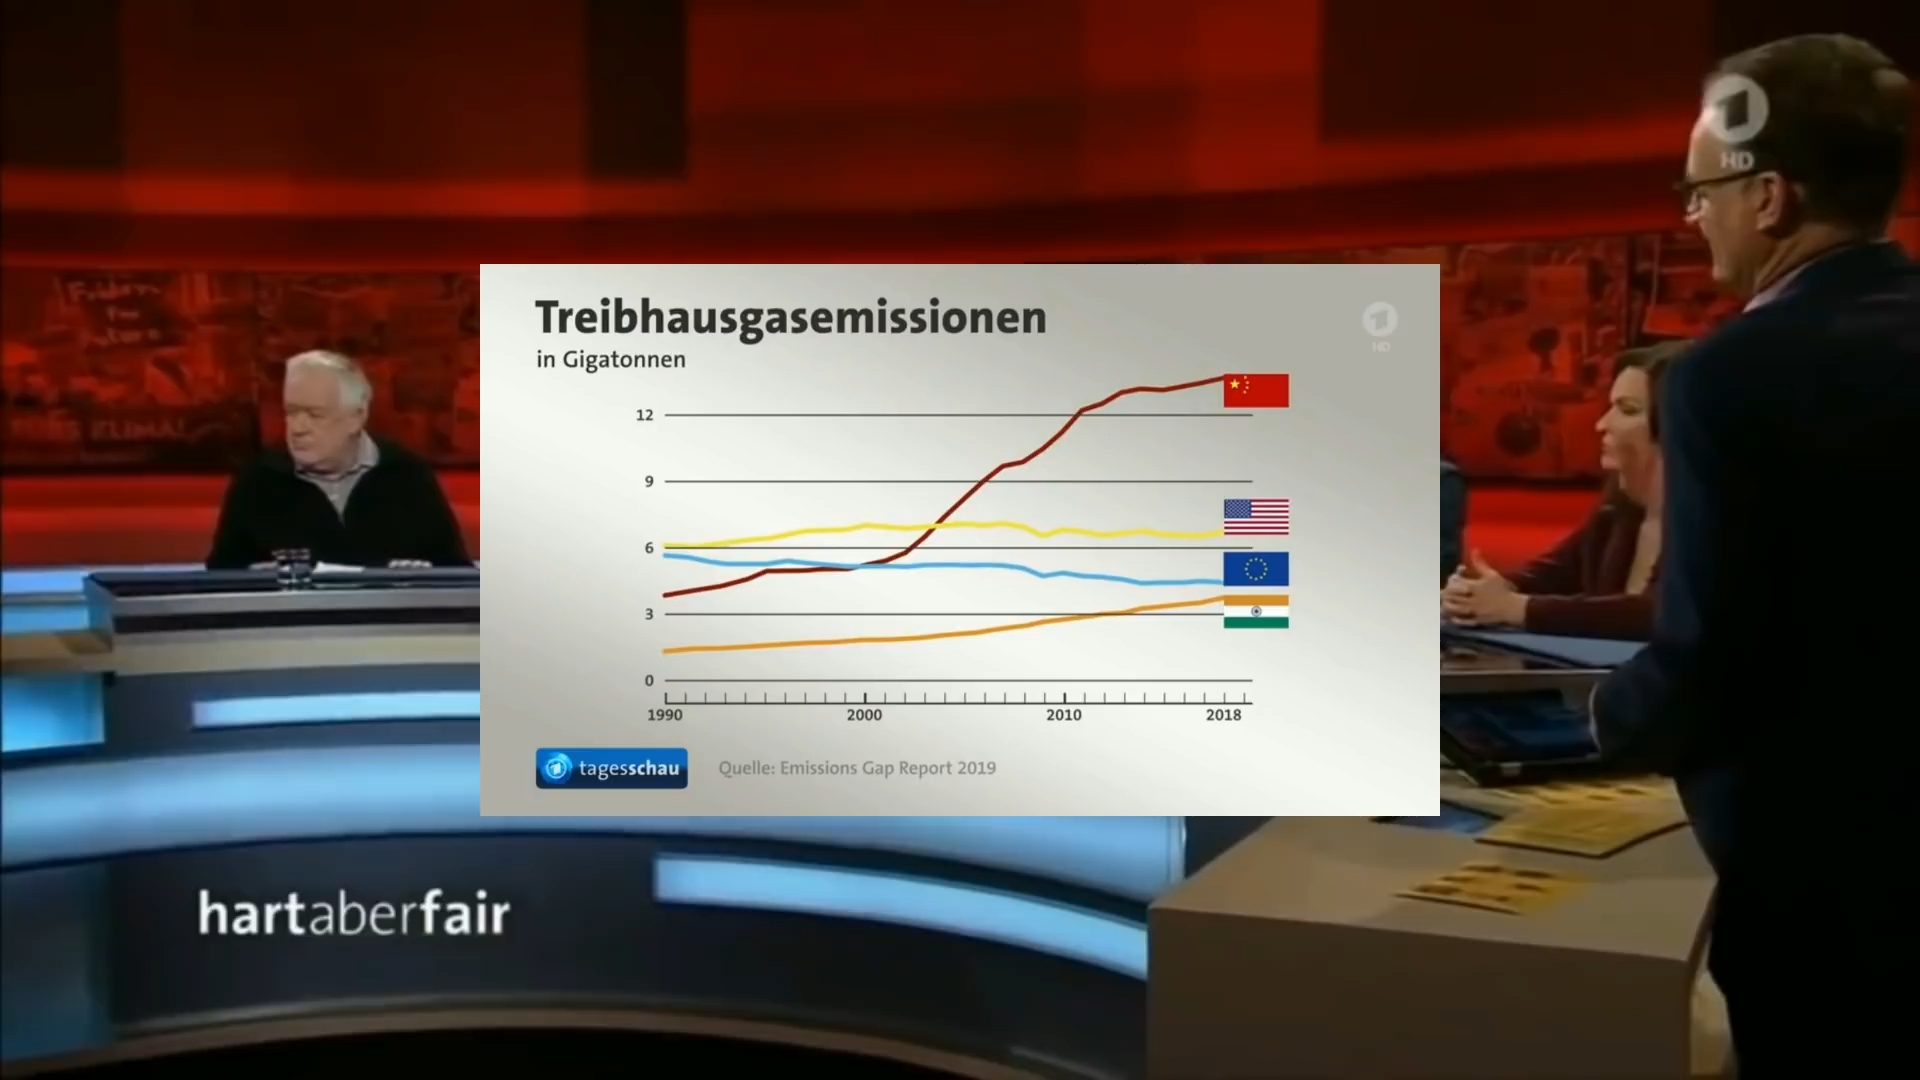 HD
Treibhausgasemissionen
in Gigatonnen
HD
12
9
6
3
0
1990 2000 2010 2018
tagesschau Quelle: Emissions Gap Report 2019
hartaberfair